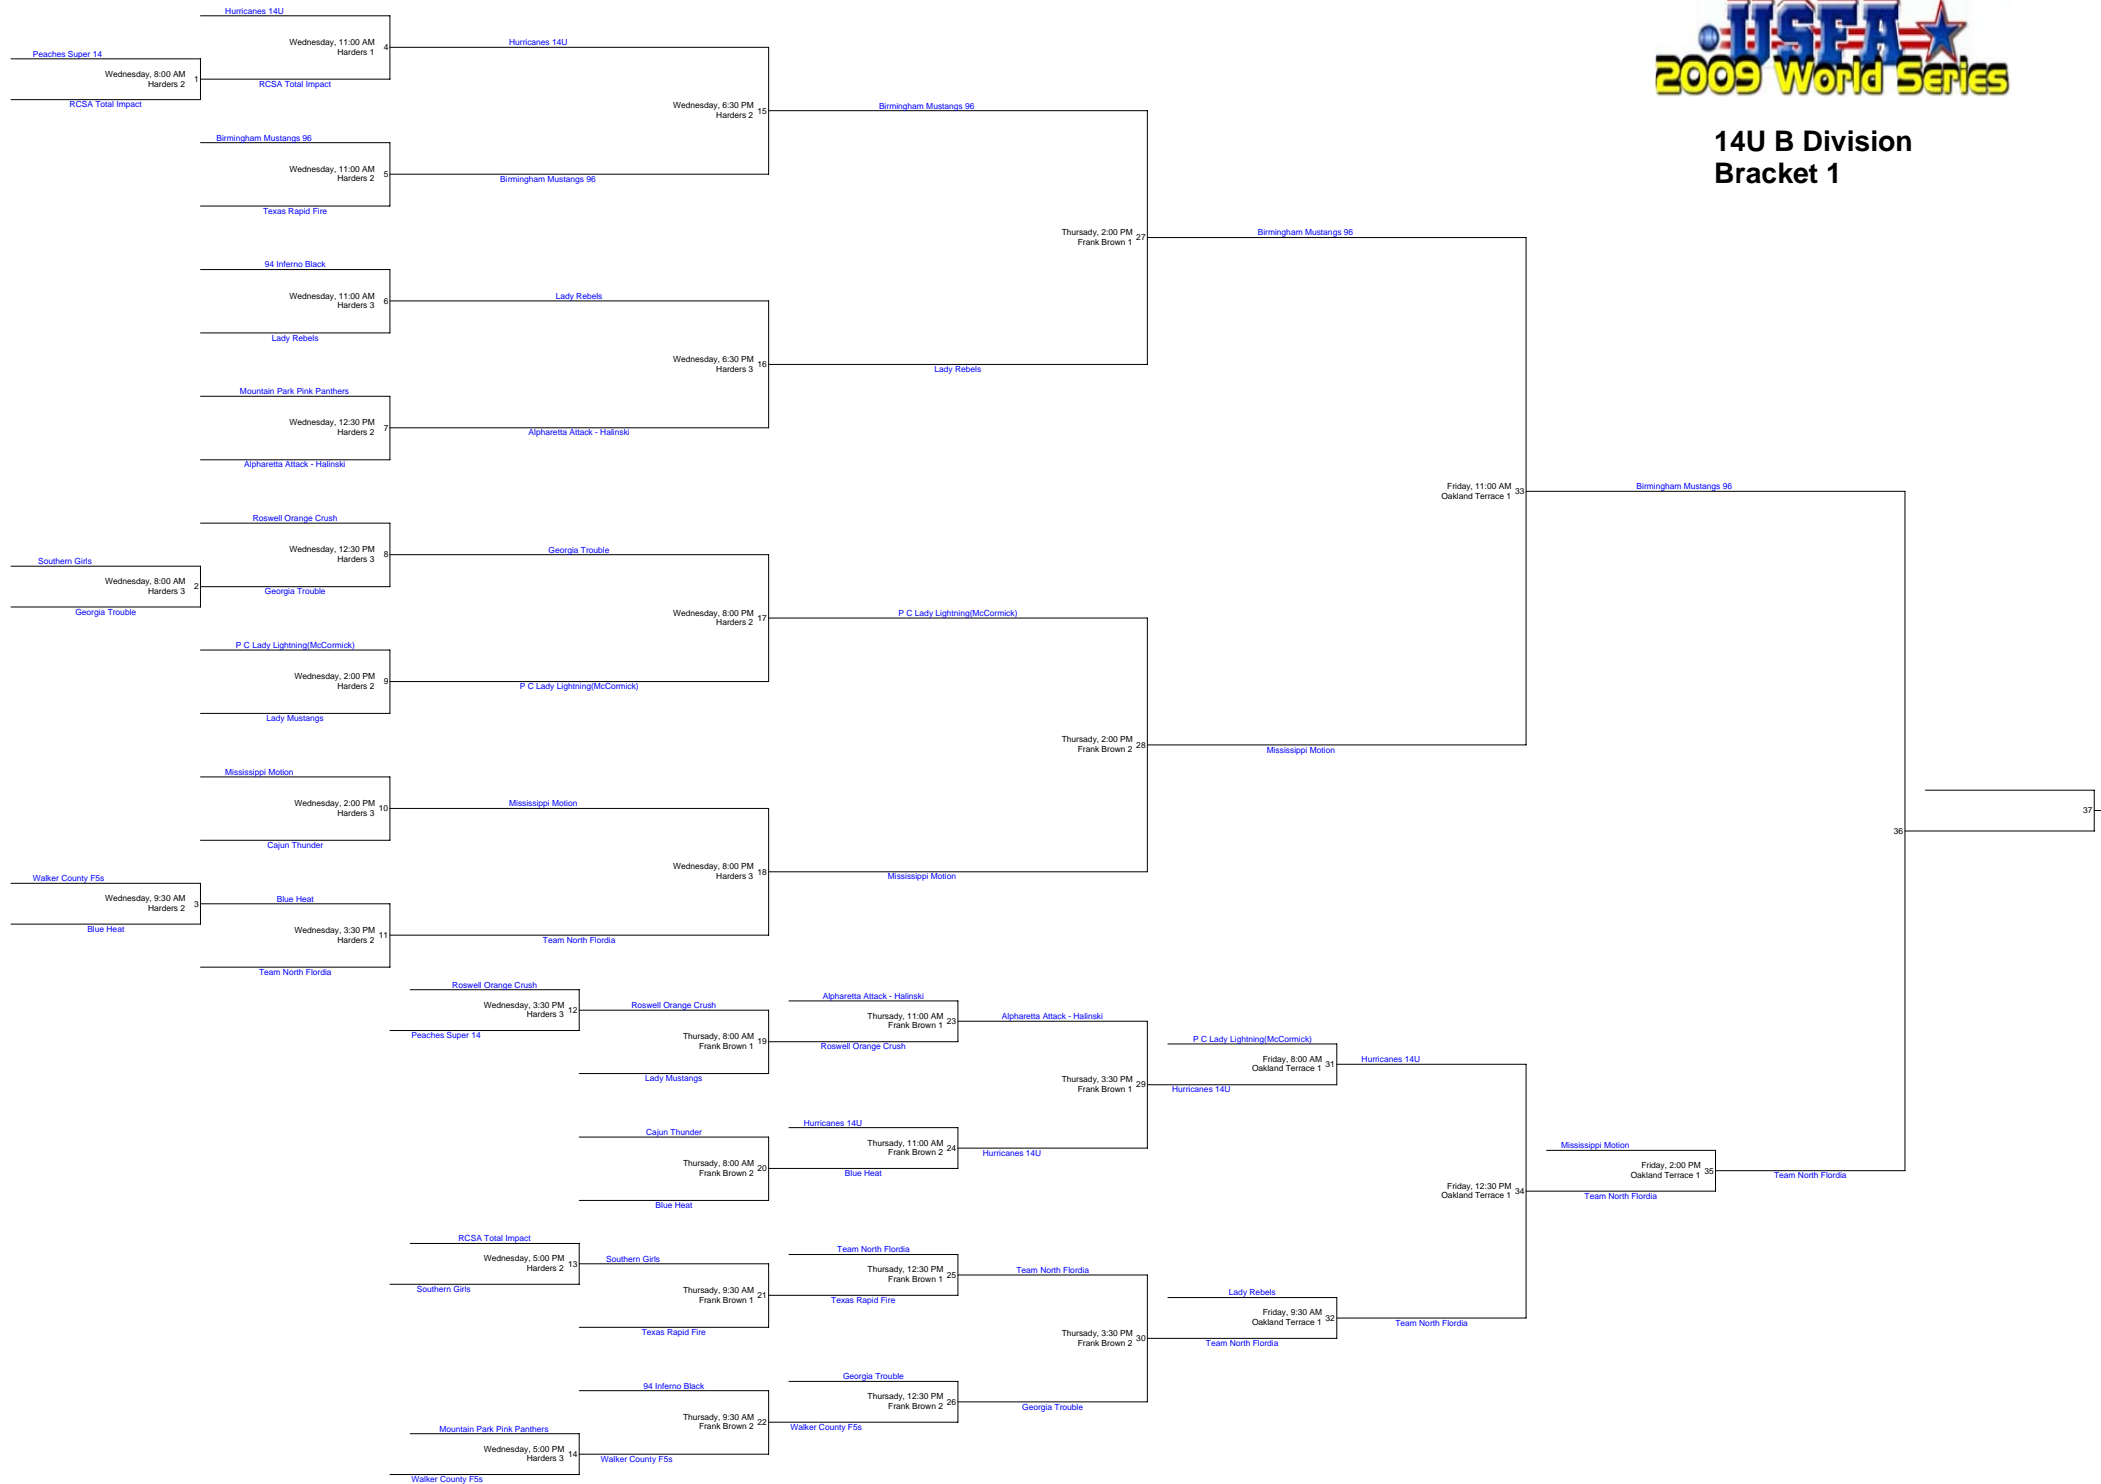 USFA
2009 World Series
14U B Division
Bracket 1
Hurricanes 14U
Wednesday, 11:00 AM
Harders 1
4
Hurricanes 14U
Peaches Super 14
Wednesday, 8:00 AM
Harders 2
1
RCSA Total Impact
RCSA Total Impact
Wednesday, 6:30 PM
Harders 2
15
Birmingham Mustangs 96
Birmingham Mustangs 96
Wednesday, 11:00 AM
Harders 2
5
Birmingham Mustangs 96
Texas Rapid Fire
Thursady, 2:00 PM
Frank Brown 1
27
Birmingham Mustangs 96
94 Inferno Black
Wednesday, 11:00 AM
Harders 3
6
Lady Rebels
Lady Rebels
Wednesday, 6:30 PM
Harders 3
16
Lady Rebels
Mountain Park Pink Panthers
Wednesday, 12:30 PM
Harders 2
7
Alpharetta Attack - Halinski
Alpharetta Attack - Halinski
Friday, 11:00 AM
Oakland Terrace 1
33
Birmingham Mustangs 96
Roswell Orange Crush
Wednesday, 12:30 PM
Harders 3
8
Georgia Trouble
Southern Girls
Wednesday, 8:00 AM
Harders 3
2
Georgia Trouble
Georgia Trouble
Wednesday, 8:00 PM
Harders 2
17
P C Lady Lightning(McCormick)
P C Lady Lightning(McCormick)
Wednesday, 2:00 PM
Harders 2
9
P C Lady Lightning(McCormick)
Lady Mustangs
Thursady, 2:00 PM
Frank Brown 2
28
Mississippi Motion
Mississippi Motion
Wednesday, 2:00 PM
Harders 3
10
Mississippi Motion
Cajun Thunder
36
37
Wednesday, 8:00 PM
Harders 3
18
Mississippi Motion
Walker County F5s
Wednesday, 9:30 AM
Harders 2
3
Blue Heat
Blue Heat
Wednesday, 3:30 PM
Harders 2
11
Team North Flordia
Team North Flordia
Roswell Orange Crush
Wednesday, 3:30 PM
Harders 3
12
Roswell Orange Crush
Peaches Super 14
Thursady, 8:00 AM
Frank Brown 1
19
Lady Mustangs
Alpharetta Attack - Halinski
Thursady, 11:00 AM
Frank Brown 1
23
Alpharetta Attack - Halinski
Roswell Orange Crush
Thursady, 3:30 PM
Frank Brown 1
29
Hurricanes 14U
P C Lady Lightning(McCormick)
Friday, 8:00 AM
Oakland Terrace 1
31
Hurricanes 14U
Cajun Thunder
Thursady, 8:00 AM
Frank Brown 2
20
Blue Heat
Hurricanes 14U
Thursady, 11:00 AM
Frank Brown 2
24
Hurricanes 14U
Blue Heat
Friday, 12:30 PM
Oakland Terrace 1
34
Team North Flordia
Mississippi Motion
Friday, 2:00 PM
Oakland Terrace 1
35
Team North Flordia
RCSA Total Impact
Wednesday, 5:00 PM
Harders 2
13
Southern Girls
Southern Girls
Thursady, 9:30 AM
Frank Brown 1
21
Texas Rapid Fire
Team North Flordia
Thursady, 12:30 PM
Frank Brown 1
25
Team North Flordia
Texas Rapid Fire
Thursady, 3:30 PM
Frank Brown 2
30
Team North Flordia
Lady Rebels
Friday, 9:30 AM
Oakland Terrace 1
32
Team North Flordia
94 Inferno Black
Thursady, 9:30 AM
Frank Brown 2
22
Walker County F5s
Georgia Trouble
Thursady, 12:30 PM
Frank Brown 2
26
Georgia Trouble
Mountain Park Pink Panthers
Wednesday, 5:00 PM
Harders 3
14
Walker County F5s
Walker County F5s